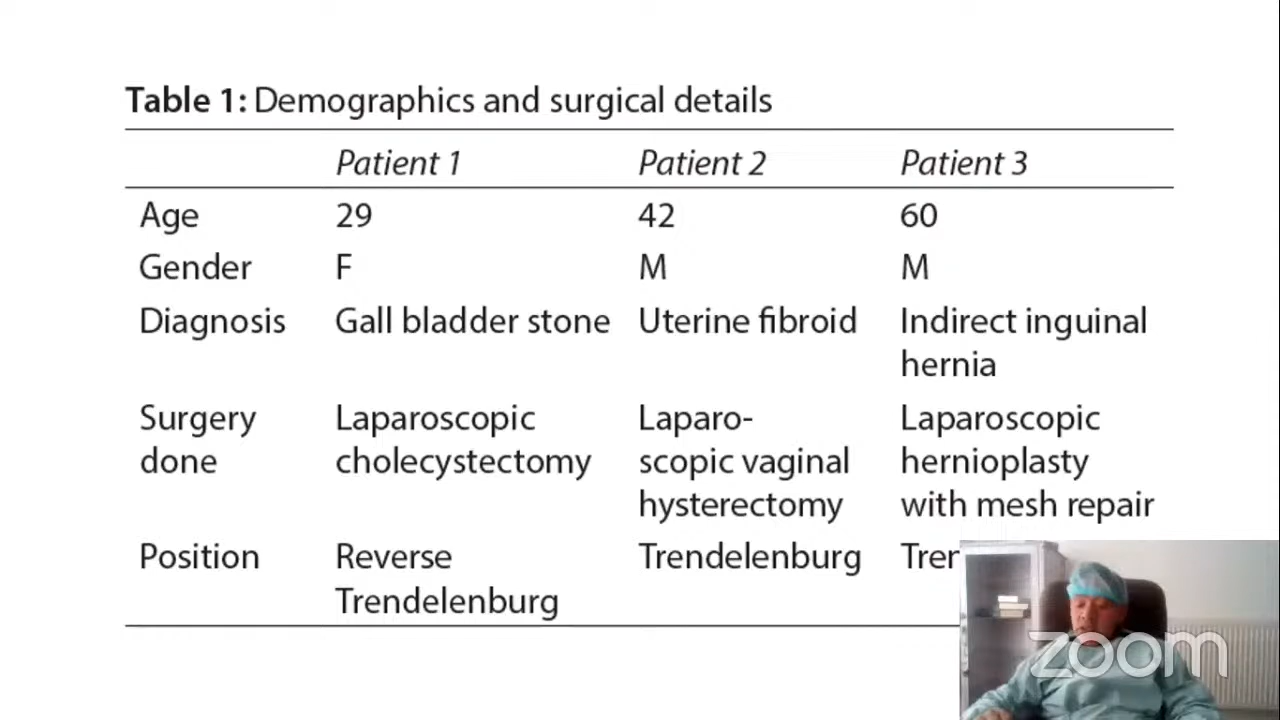 Table 1: Demographics and surgical details
Patient 1 Patient 2 Patient 3
Age 29 42 60
Gender F M M
Diagnosis Gall bladder stone Uterine fibroid Indirect inguinal
hernia
Surgery Laparoscopic Laparo- Laparoscopic
done cholecystectomy scopic vaginal hernioplasty
hysterectomy with mesh repair
Position Reverse Trendelenburg
Trendelenburg
zoom